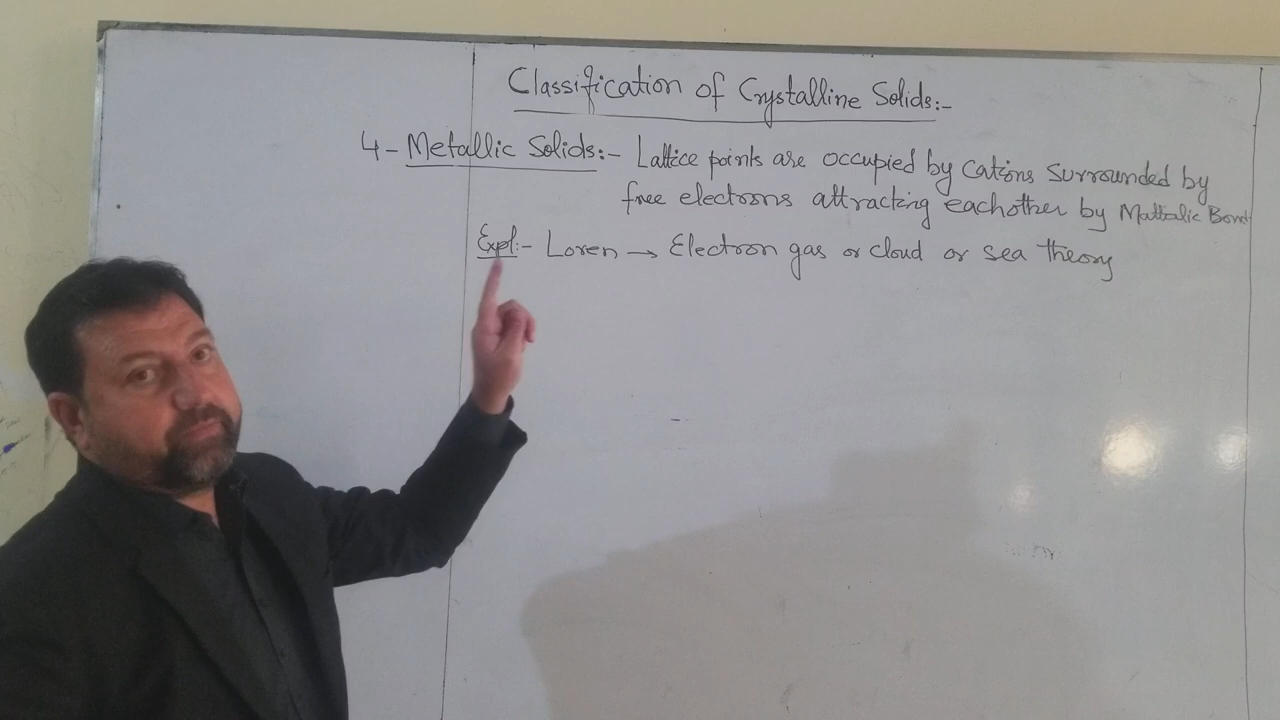 Classification of Crystalline Solids:-
4- Metallic Solids:- Lattice points are occupied by Cations surrounded by
free electrons attracting eachother by Mattalic Bond
Expl:- Loren → Electron gas or cloud or sea theory